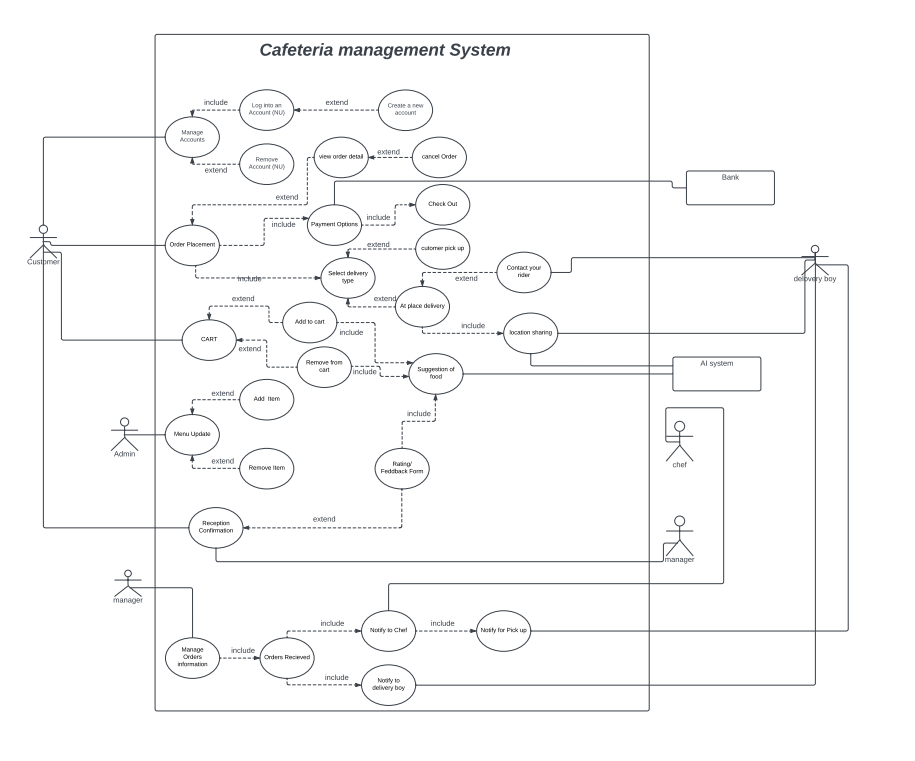 Cafeteria management System
include
Log into an
Account (NU)
extend
Create a new
account
Manage
Accounts
extend
Remove
Account (NU)
view order detail
extend
cancel Order
Bank
extend
Check Out
include
Payment Options
include
Order Placement
Customer
extend
cutomer pick up
include
Select delivery
type
extend
Contact your
rider
delovery boy
extend
At place delivery
extend
Add to cart
include
include
location sharing
CART
extend
Remove from
cart
include
Suggestion of
food
AI system
extend
Add  Item
include
Admin
Menu Update
extend
Remove Item
Rating/
Feddback Form
chef
extend
Reception
Confirmation
manager
manager
include
Notify to Chef
include
Notify for Pick up
Manage
Orders
information
include
Orders Recieved
include
Notify to
delivery boy